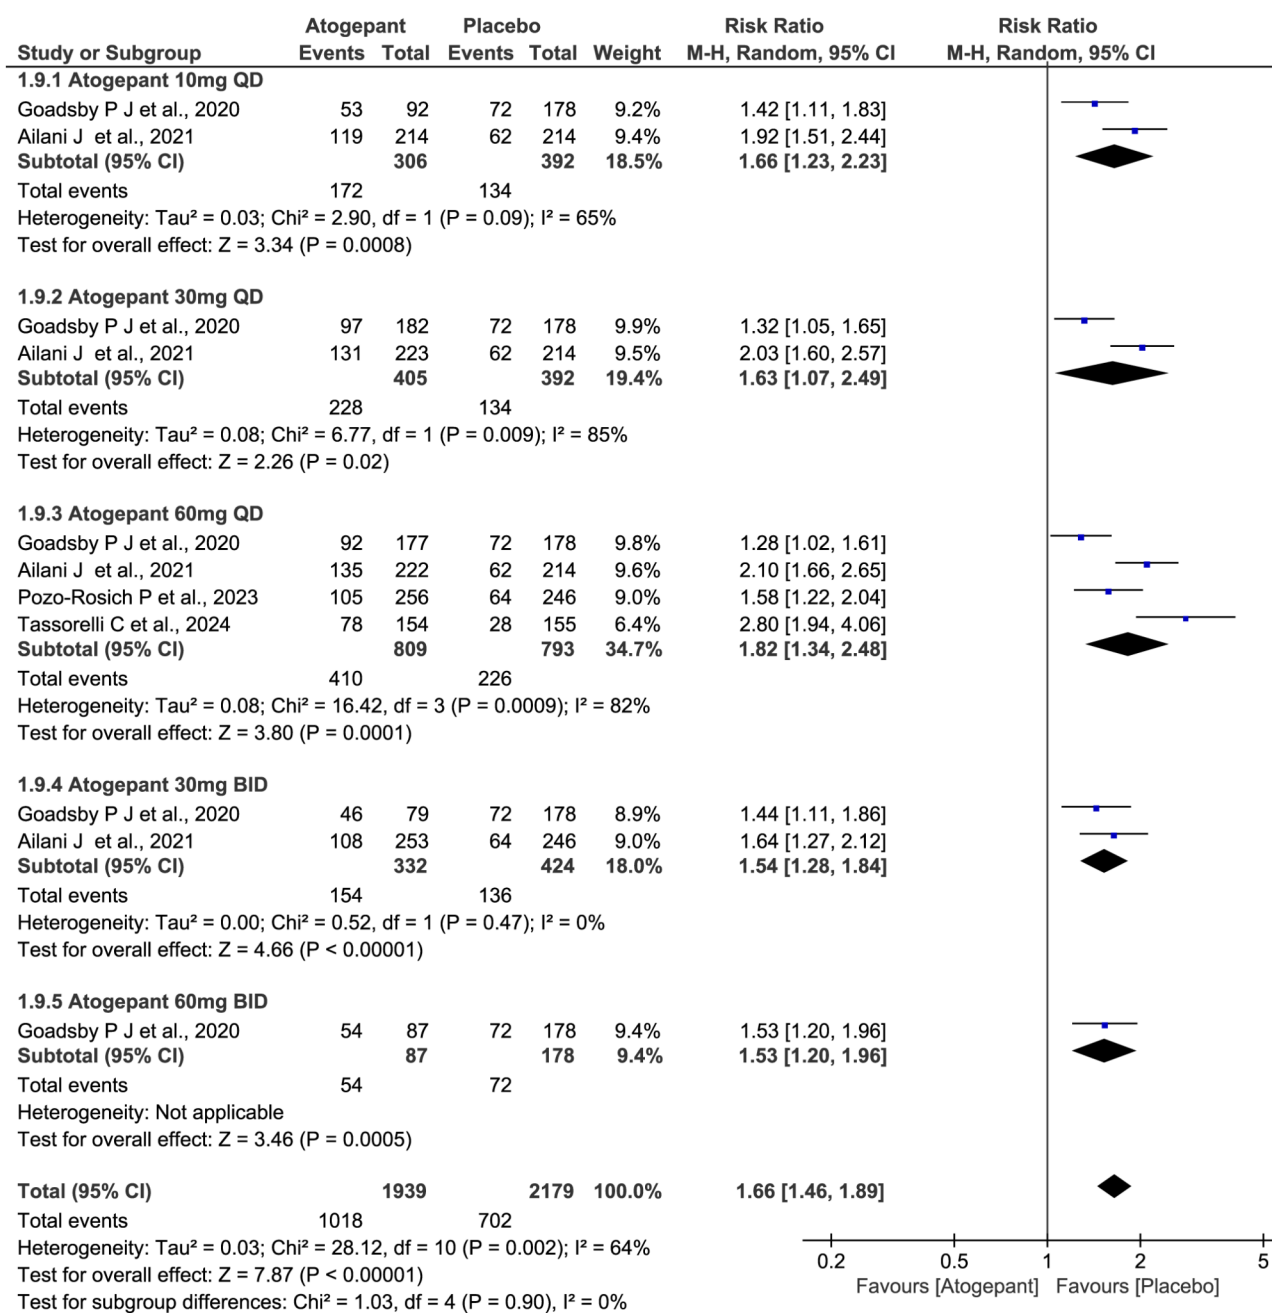 Atogepant Placebo Risk Ratio Risk Ratio
Study or Subgroup Events Total Events Total Weight M-H, Random, 95% CI M-H, Random, 95% CI
1.9.1 Atogepant 10mg QD
Goadsby P J et al., 2020 53 92 72 178 9.2% 1.42 [1.11, 1.83]
Ailani J et al., 2021 119 214 62 214 9.4% 1.92 [1.51, 2.44]
Subtotal (95% CI) 306 392 18.5% 1.66 [1.23, 2.23]
Total events 172 134
Heterogeneity: Tau² = 0.03; Chi² = 2.90, df = 1 (P = 0.09); I² = 65%
Test for overall effect: Z = 3.34 (P = 0.0008)
1.9.2 Atogepant 30mg QD
Goadsby P J et al., 2020 97 182 72 178 9.9% 1.32 [1.05, 1.65]
Ailani J et al., 2021 131 223 62 214 9.5% 2.03 [1.60, 2.57]
Subtotal (95% CI) 405 392 19.4% 1.63 [1.07, 2.49]
Total events 228 134
Heterogeneity: Tau² = 0.08; Chi² = 6.77, df = 1 (P = 0.009); I² = 85%
Test for overall effect: Z = 2.26 (P = 0.02)
1.9.3 Atogepant 60mg QD
Goadsby P J et al., 2020 92 177 72 178 9.8% 1.28 [1.02, 1.61]
Ailani J et al., 2021 135 222 62 214 9.6% 2.10 [1.66, 2.65]
Pozo-Rosich P et al., 2023 105 256 64 246 9.0% 1.58 [1.22, 2.04]
Tassorelli C et al., 2024 78 154 28 155 6.4% 2.80 [1.94, 4.06]
Subtotal (95% CI) 809 793 34.7% 1.82 [1.34, 2.48]
Total events 410 226
Heterogeneity: Tau² = 0.08; Chi² = 16.42, df = 3 (P = 0.0009); I² = 82%
Test for overall effect: Z = 3.80 (P = 0.0001)
1.9.4 Atogepant 30mg BID
Goadsby P J et al., 2020 46 79 72 178 8.9% 1.44 [1.11, 1.86]
Ailani J et al., 2021 108 253 64 246 9.0% 1.64 [1.27, 2.12]
Subtotal (95% CI) 332 424 18.0% 1.54 [1.28, 1.84]
Total events 154 136
Heterogeneity: Tau² = 0.00; Chi² = 0.52, df = 1 (P = 0.47); I² = 0%
Test for overall effect: Z = 4.66 (P < 0.00001)
1.9.5 Atogepant 60mg BID
Goadsby P J et al., 2020 54 87 72 178 9.4% 1.53 [1.20, 1.96]
Subtotal (95% CI) 87 178 9.4% 1.53 [1.20, 1.96]
Total events 54 72
Heterogeneity: Not applicable
Test for overall effect: Z = 3.46 (P = 0.0005)
Total (95% CI) 1939 2179 100.0% 1.66 [1.46, 1.89]
Total events 1018 702
Heterogeneity: Tau² = 0.03; Chi² = 28.12, df = 10 (P = 0.002); I² = 64%
Test for overall effect: Z = 7.87 (P < 0.00001)
Test for subgroup differences: Chi² = 1.03, df = 4 (P = 0.90), I² = 0%
0.2 0.5 1 2 5
Favours [Atogepant] Favours [Placebo]